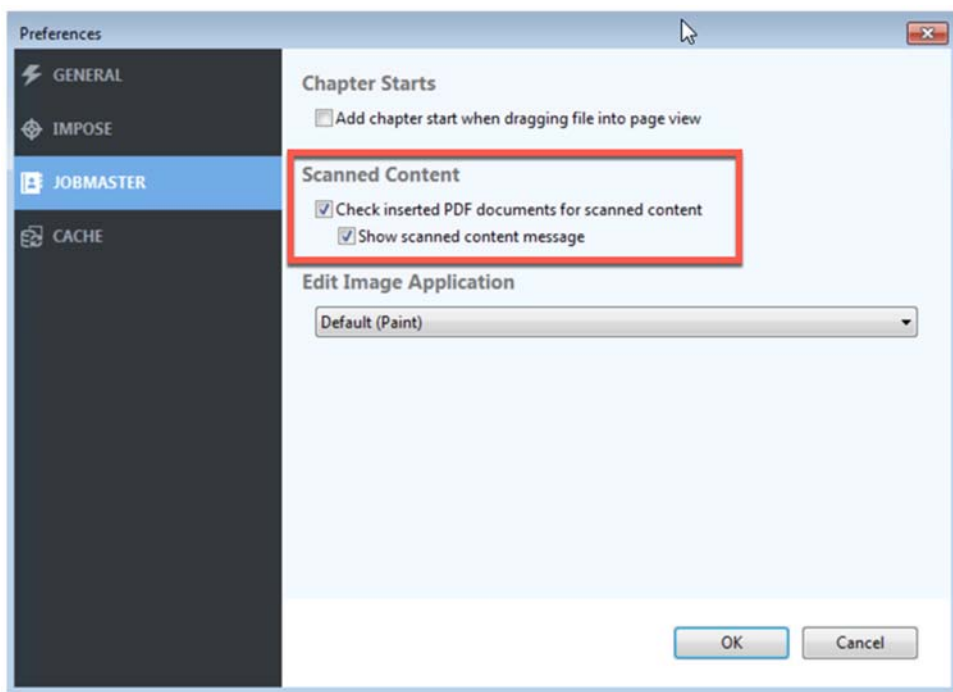 Preferences
GENERAL
IMPOSE
JOBMASTER
CACHE
Chapter Starts
Add chapter start when dragging file into page view
Scanned Content
Check inserted PDF documents for scanned content
Show scanned content message
Edit Image Application
Default (Paint)
OK
Cancel